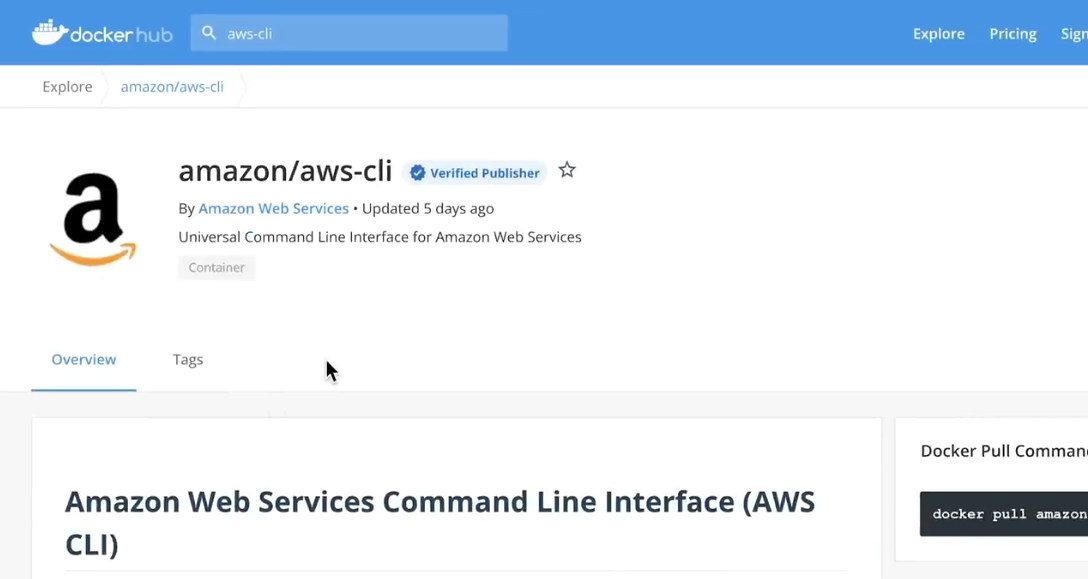 docker hub
aws-cli
Explore
Pricing
Explore
amazon/aws-cli
amazon/aws-cli
Verified Publisher
By Amazon Web Services • Updated 5 days ago
Universal Command Line Interface for Amazon Web Services
Container
Overview
Tags
Amazon Web Services Command Line Interface (AWS
CLI)
Docker Pull
docker pull amazon